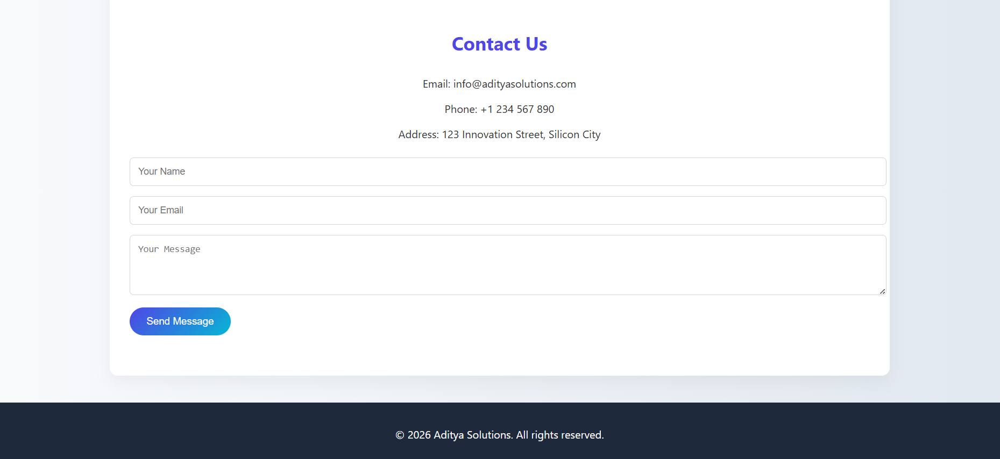 Contact Us
Email: info@adityasolutions.com
Phone: +1 234 567 890
Address: 123 Innovation Street, Silicon City
Your Name
Your Email
Your Message
Send Message
© 2026 Aditya Solutions. All rights reserved.